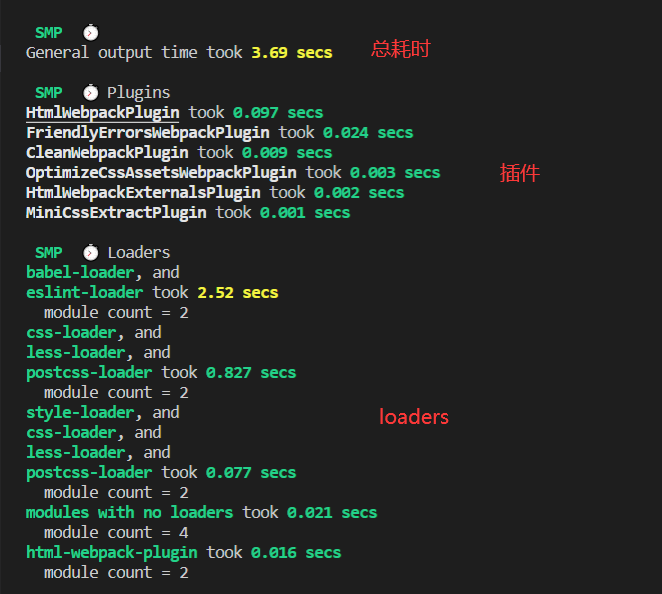 SMP
General output time took 3.69 secs
总耗时
SMP Plugins
HtmlWebpackPlugin took 0.097 secs
FriendlyErrorsWebpackPlugin took 0.024 secs
CleanWebpackPlugin took 0.009 secs
OptimizeCssAssetsWebpackPlugin took 0.003 secs
插件
HtmlWebpackExternalsPlugin took 0.002 secs
MiniCssExtractPlugin took 0.001 secs
SMP Loaders
babel-loader, and
eslint-loader took 2.52 secs
module count = 2
css-loader, and
less-loader, and
postcss-loader took 0.827 secs
module count = 2
style-loader, and
loaders
css-loader, and
less-loader, and
postcss-loader took 0.077 secs
module count = 2
modules with no loaders took 0.021 secs
module count = 4
html-webpack-plugin took 0.016 secs
module count = 2